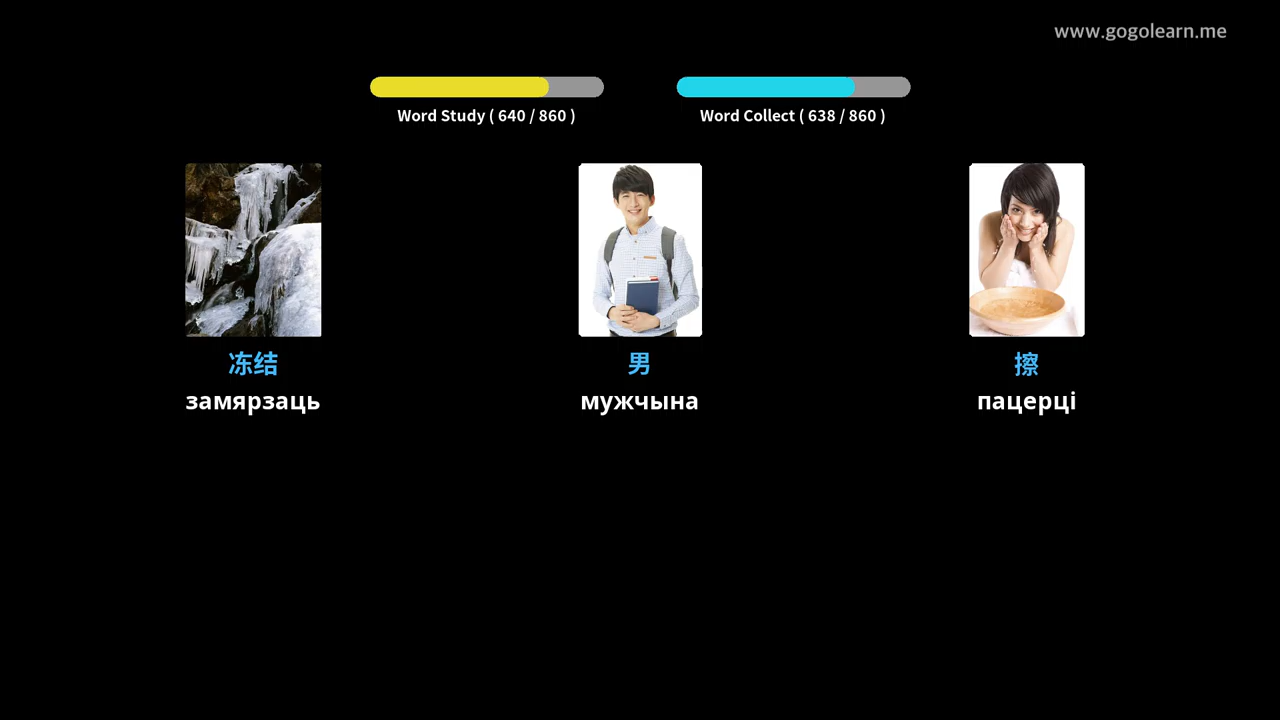 www.gogolearn.me
Word Study ( 640 / 860 )
Word Collect ( 638 / 860 )
冻结
замярзаць
男
мужчына
擦
пацерці